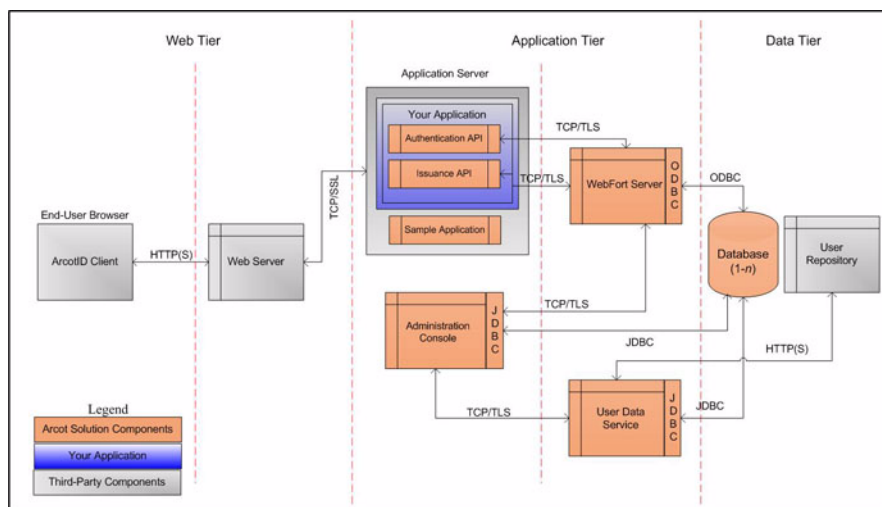 Web Tier
Application Tier
Data Tier
Application Server
Your Application
Authentication API
Issuance API
Sample Application
TCP/TLS
TCP/TLS
TCP/SSL
WebFort Server
O
D
B
C
ODBC
End-User Browser
ArcotID Client
HTTP(S)
Web Server
Database
(1-n)
User
Repository
TCP/TLS
Administration
Console
J
D
B
C
JDBC
HTTP(S)
TCP/TLS
User Data
Service
J
D
B
C
JDBC
Legend
Arcot Solution Components
Your Application
Third-Party Components